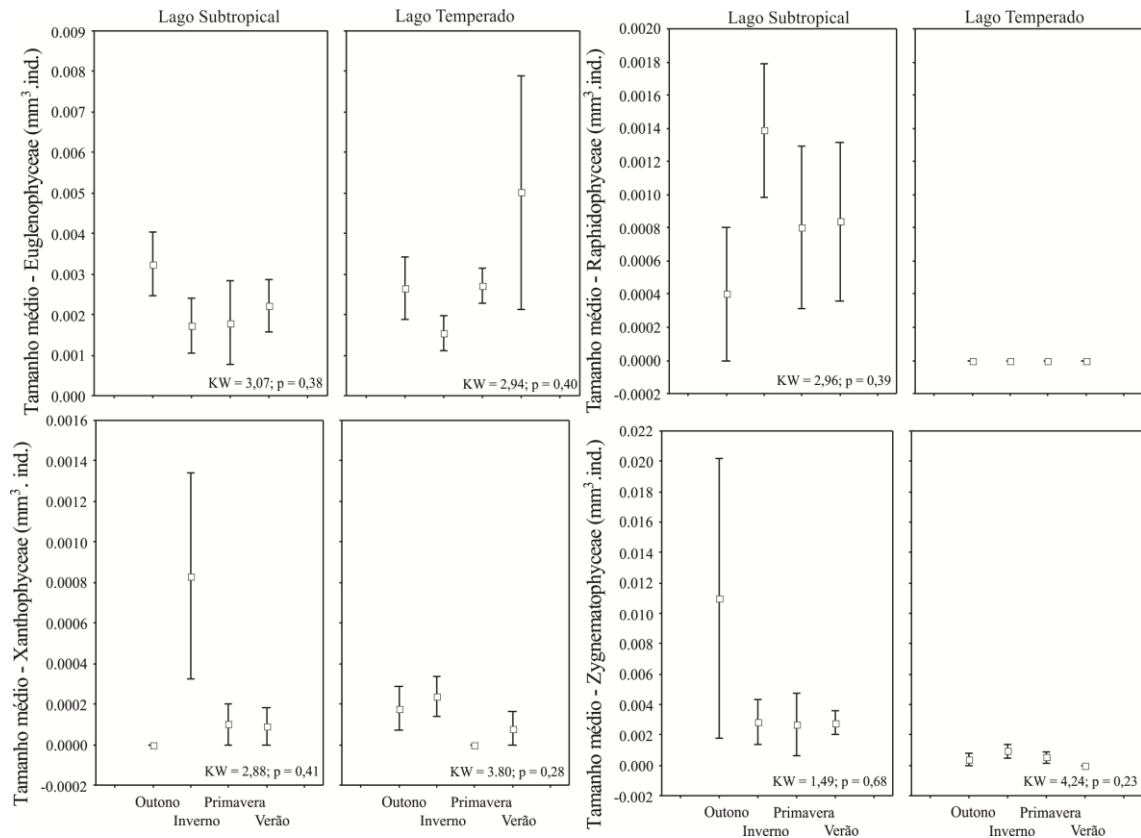 Lago Subtropical
Lago Temperado
Tamanho médio - Euglenophyceae (mm³.ind.)
0.009
0.008
0.007
0.006
0.005
0.004
0.003
0.002
0.001
0.000
KW = 3,07; p = 0,38
KW = 2,94; p = 0,40
Lago Subtropical
Lago Temperado
Tamanho médio - Raphidophyceae (mm³.ind.)
0.0020
0.0018
0.0016
0.0014
0.0012
0.0010
0.0008
0.0006
0.0004
0.0002
0.0000
-0.0002
KW = 2,96; p = 0,39
Tamanho médio - Xanthophyceae (mm³. ind.)
0.0016
0.0014
0.0012
0.0010
0.0008
0.0006
0.0004
0.0002
0.0000
-0.0002
KW = 2,88; p = 0,41
KW = 3.80; p = 0,28
Outono Primavera
Inverno Verão
Outono Primavera
Inverno Verão
Tamanho médio - Zygnematophyceae (mm³.ind.)
0.022
0.020
0.018
0.016
0.014
0.012
0.010
0.008
0.006
0.004
0.002
0.000
-0.002
KW = 1,49; p = 0,68
KW = 4,24; p = 0,23
Outono Primavera
Inverno Verão
Outono Primavera
Inverno Verão